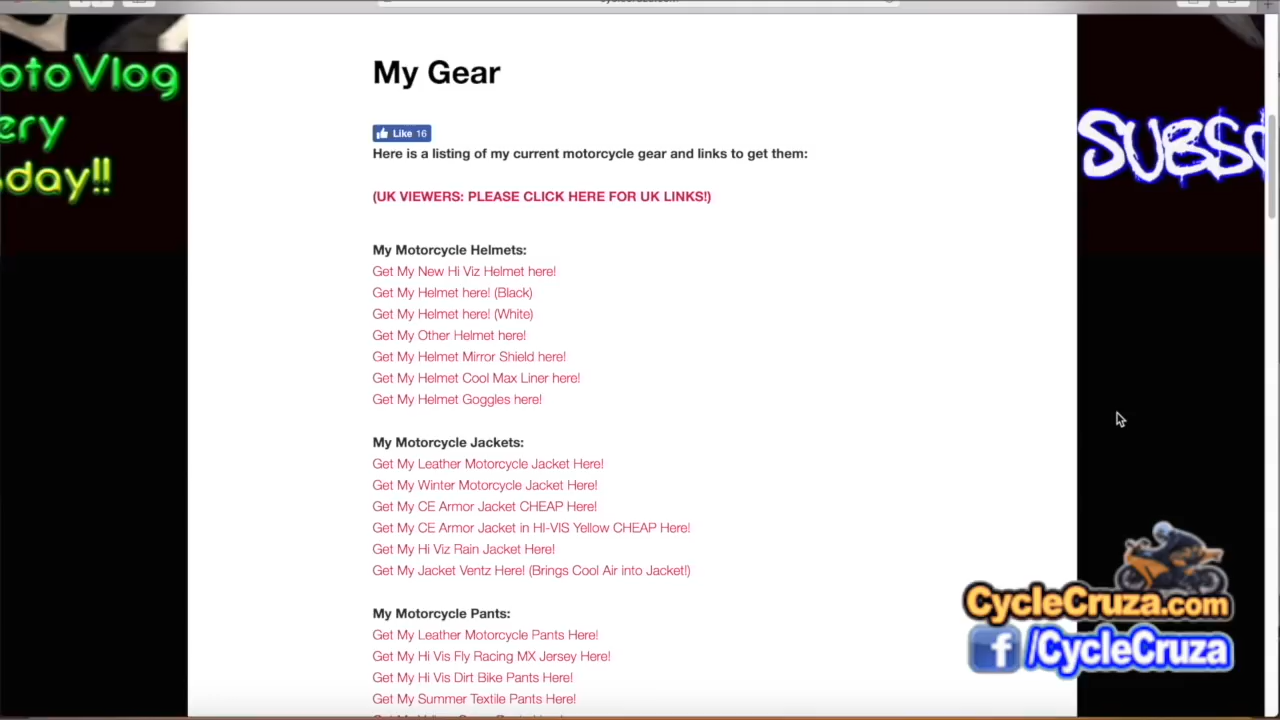 otoVlog
ery
day!!
SUBSC
My Gear
Like 16
Here is a listing of my current motorcycle gear and links to get them:
(UK VIEWERS: PLEASE CLICK HERE FOR UK LINKS!)
My Motorcycle Helmets:
Get My New Hi Viz Helmet here!
Get My Helmet here! (Black)
Get My Helmet here! (White)
Get My Other Helmet here!
Get My Helmet Mirror Shield here!
Get My Helmet Cool Max Liner here!
Get My Helmet Goggles here!
My Motorcycle Jackets:
Get My Leather Motorcycle Jacket Here!
Get My Winter Motorcycle Jacket Here!
Get My CE Armor Jacket CHEAP Here!
Get My CE Armor Jacket in HI-VIS Yellow CHEAP Here!
Get My Hi Viz Rain Jacket Here!
Get My Jacket Ventz Here! (Brings Cool Air into Jacket!)
My Motorcycle Pants:
Get My Leather Motorcycle Pants Here!
Get My Hi Vis Fly Racing MX Jersey Here!
Get My Hi Vis Dirt Bike Pants Here!
Get My Summer Textile Pants Here!
CycleCruza.com
f /CycleCruza